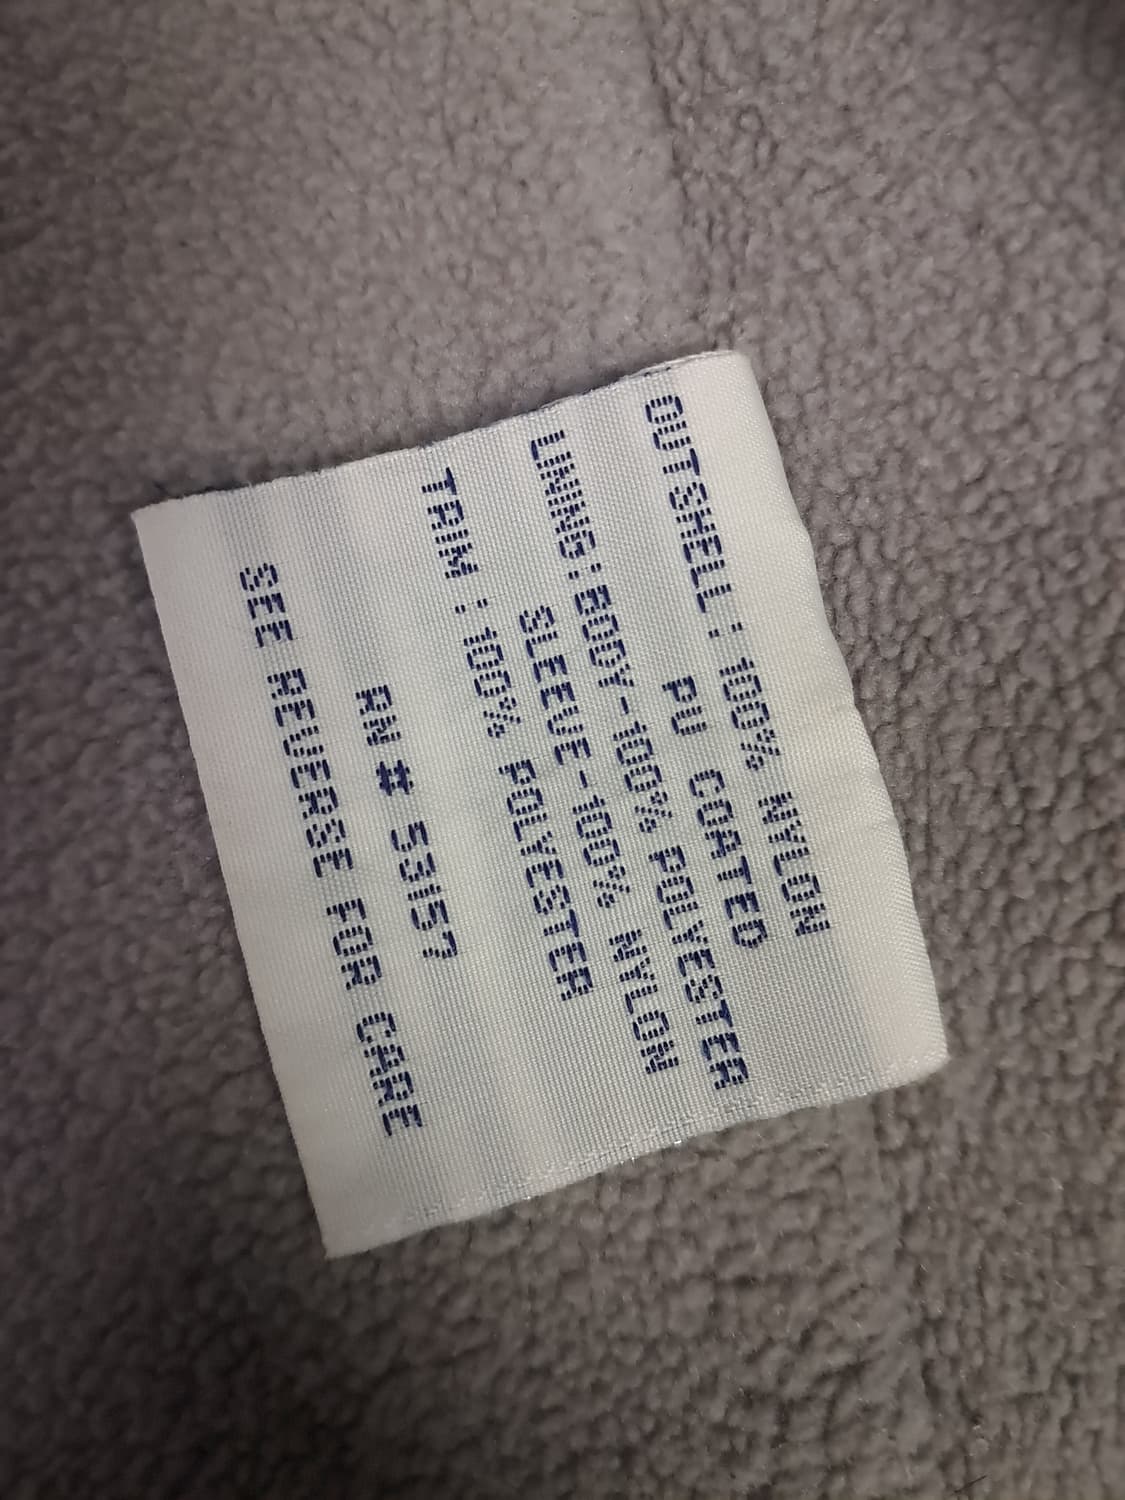 OUTSHELL : 100% NYLON
PU COATED
LINING : BODY-100% POLYESTER
SLEEVE-100% NYLON
TRIM : 100% POLYESTER
RN # 53157
SEE REVERSE FOR CARE